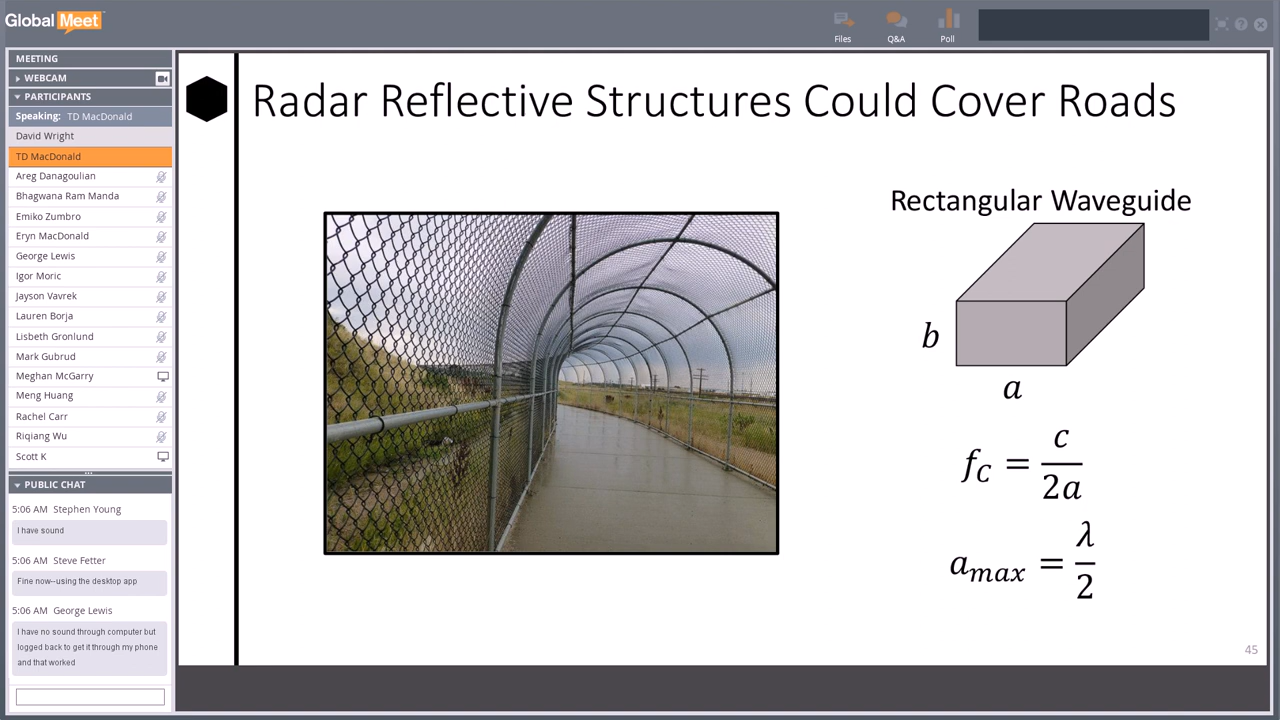 Global Meet
Files
Q&A
Poll
MEETING
WEBCAM
PARTICIPANTS
Speaking: TD MacDonald
David Wright
TD MacDonald
Areg Danagoulian
Bhagwana Ram Manda
Emiko Zumbro
Eryn MacDonald
George Lewis
Igor Moric
Jayson Vavrek
Lauren Borja
Lisbeth Gronlund
Mark Gubrud
Meghan McGarry
Meng Huang
Rachel Carr
Riqiang Wu
Scott K
PUBLIC CHAT
5:06 AM Stephen Young
I have sound
5:06 AM Steve Fetter
Fine now--using the desktop app
5:06 AM George Lewis
I have no sound through computer but
logged back to get it through my phone
and that worked
Radar Reflective Structures Could Cover Roads
Rectangular Waveguide
b
a
f_C = c/2a
a_max = λ/2
45